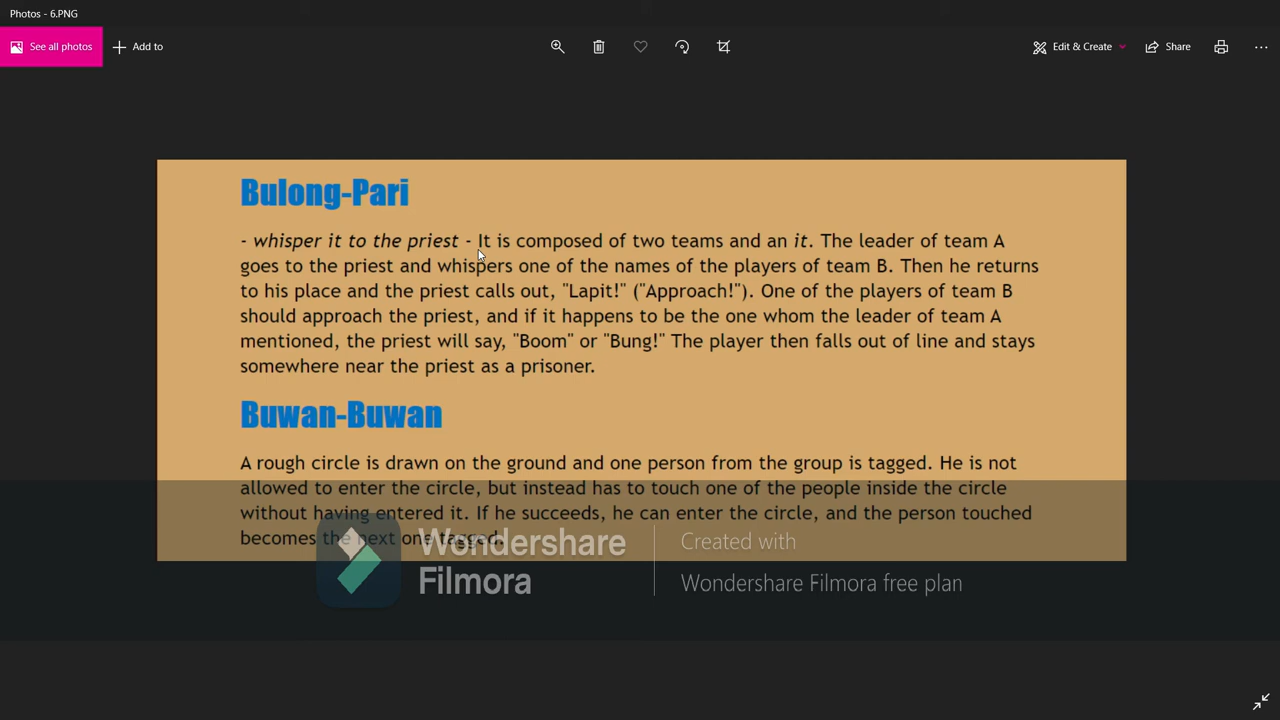 Photos - 6.PNG
See all photos
Add to
Edit & Create
Share
Bulong-Pari
- whisper it to the priest - It is composed of two teams and an it. The leader of team A
goes to the priest and whispers one of the names of the players of team B. Then he returns
to his place and the priest calls out, "Lapit!" ("Approach!"). One of the players of team B
should approach the priest, and if it happens to be the one whom the leader of team A
mentioned, the priest will say, "Boom" or "Bung!" The player then falls out of line and stays
somewhere near the priest as a prisoner.
Buwan-Buwan
A rough circle is drawn on the ground and one person from the group is tagged. He is not
allowed to enter the circle, but instead has to touch one of the people inside the circle
without having entered it. If he succeeds, he can enter the circle, and the person touched
becomes the next one tagged.
Wondershare
Filmora
Created with
Wondershare Filmora free plan